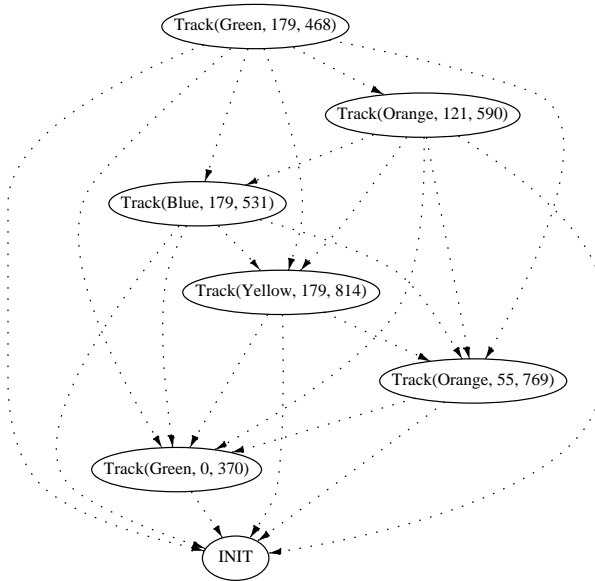 Track(Green, 179, 468)
Track(Orange, 121, 590)
Track(Blue, 179, 531)
Track(Yellow, 179, 814)
Track(Orange, 55, 769)
Track(Green, 0, 370)
INIT